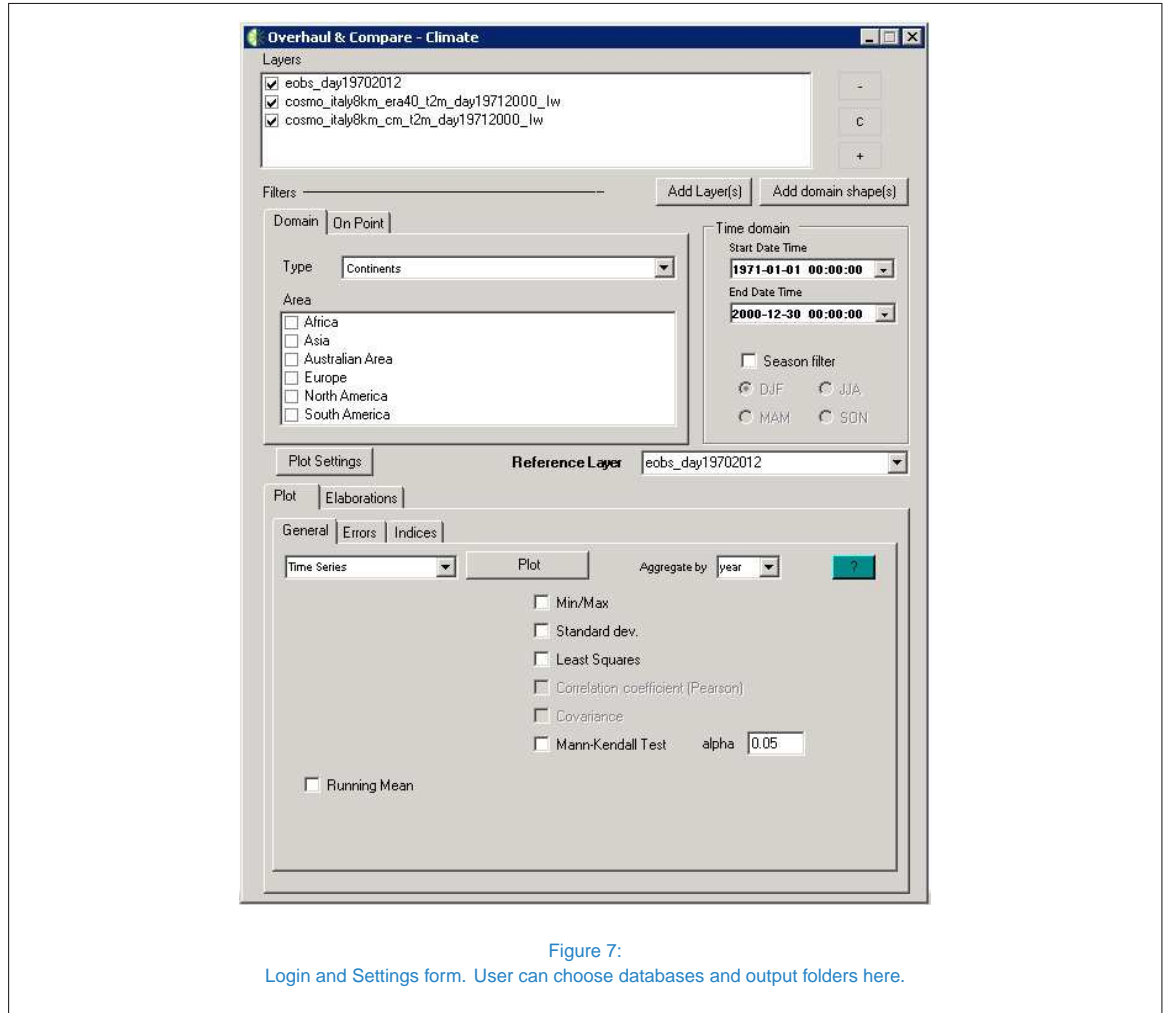 Overhaul & Compare - Climate
Layers
eobs_day19702012
cosmo_italy8km_era40_t2m_day19712000_lw
cosmo_italy8km_cm_t2m_day19712000_lw
-
C
+
Filters
Add Layer(s) Add domain shape(s)
Domain On Point
Type Continents
Area
Africa
Asia
Australian Area
Europe
North America
South America
Time domain
Start Date Time
1971-01-01 00:00:00
End Date Time
2000-12-30 00:00:00
Season filter
DJF JJA
MAM SON
Plot Settings Reference Layer eobs_day19702012
Plot Elaborations
General Errors Indices
Time Series Plot Aggregate by year ?
Min/Max
Standard dev.
Least Squares
Correlation coefficient (Pearson)
Covariance
Mann-Kendall Test alpha 0.05
Running Mean
Figure 7:
Login and Settings form. User can choose databases and output folders here.